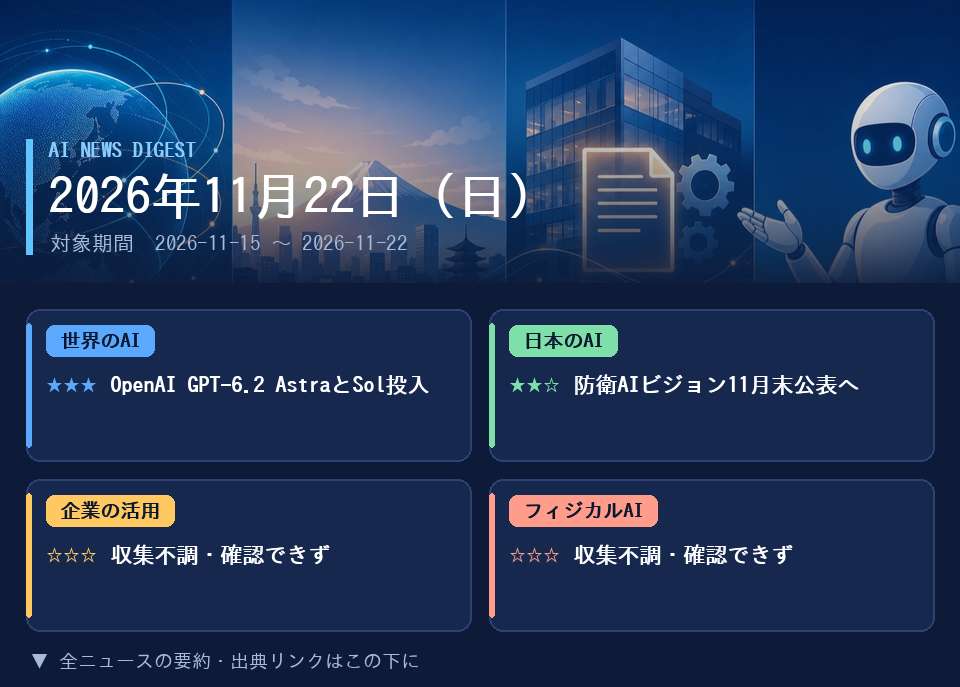 AI NEWS DIGEST
2026年11月22日（日）
対象期間 2026-11-15 ～ 2026-11-22
世界のAI
★★★ OpenAI GPT-6.2 AstraとSol投入
日本のAI
★★☆ 防衛AIビジョン11月末公表へ
企業の活用
☆☆☆ 収集不調・確認できず
フィジカルAI
☆☆☆ 収集不調・確認できず
▼ 全ニュースの要約・出典リンクはこの下に